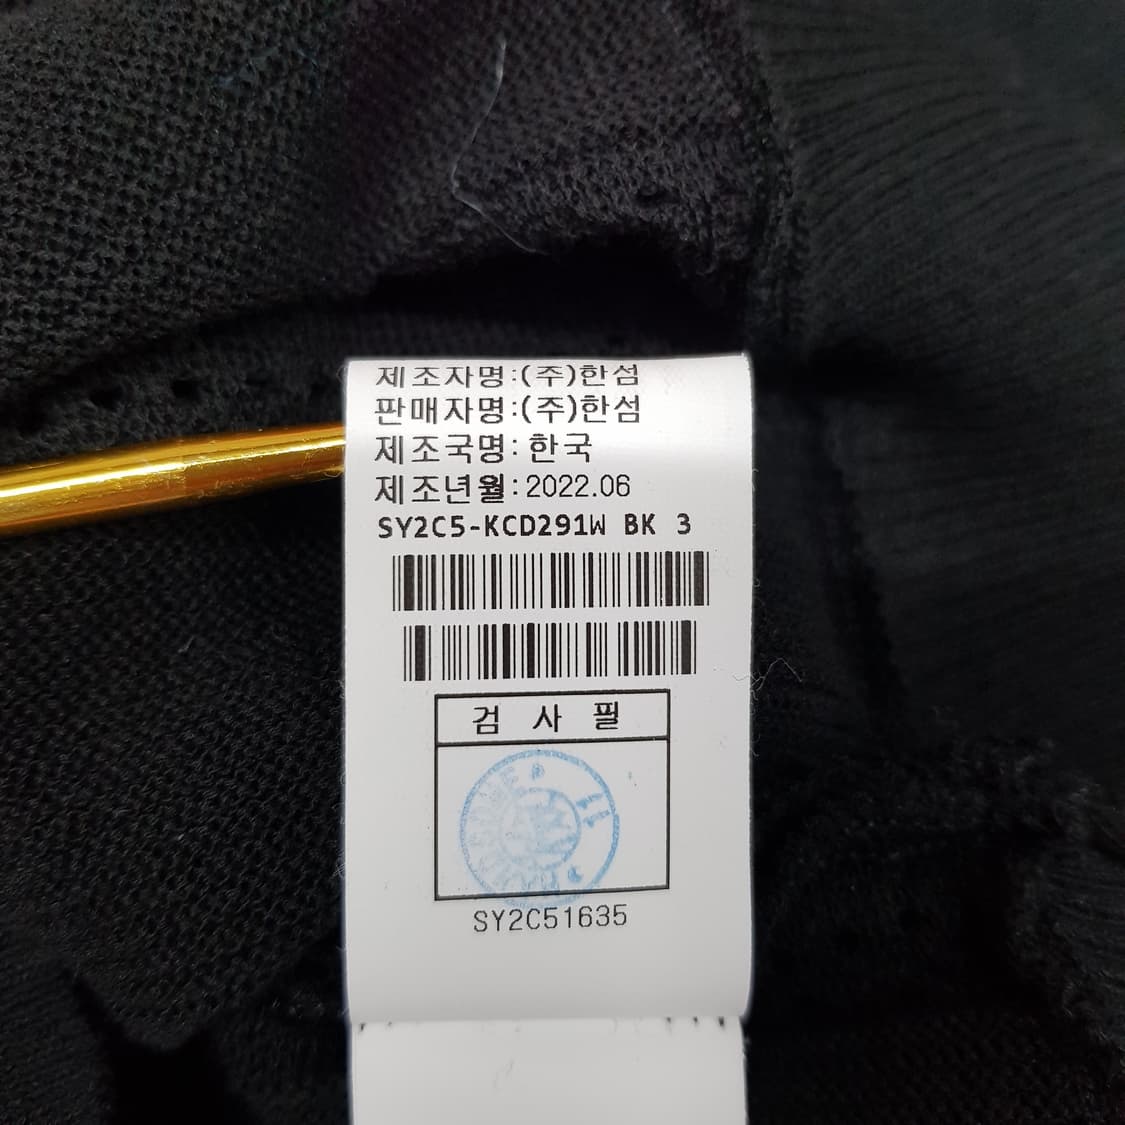 제조자명:(주)한섬
판매자명:(주)한섬
제조국명: 한국
제조년월:2022.06
SY2C5-KCD291W BK 3
검 사 필
SY2C51635